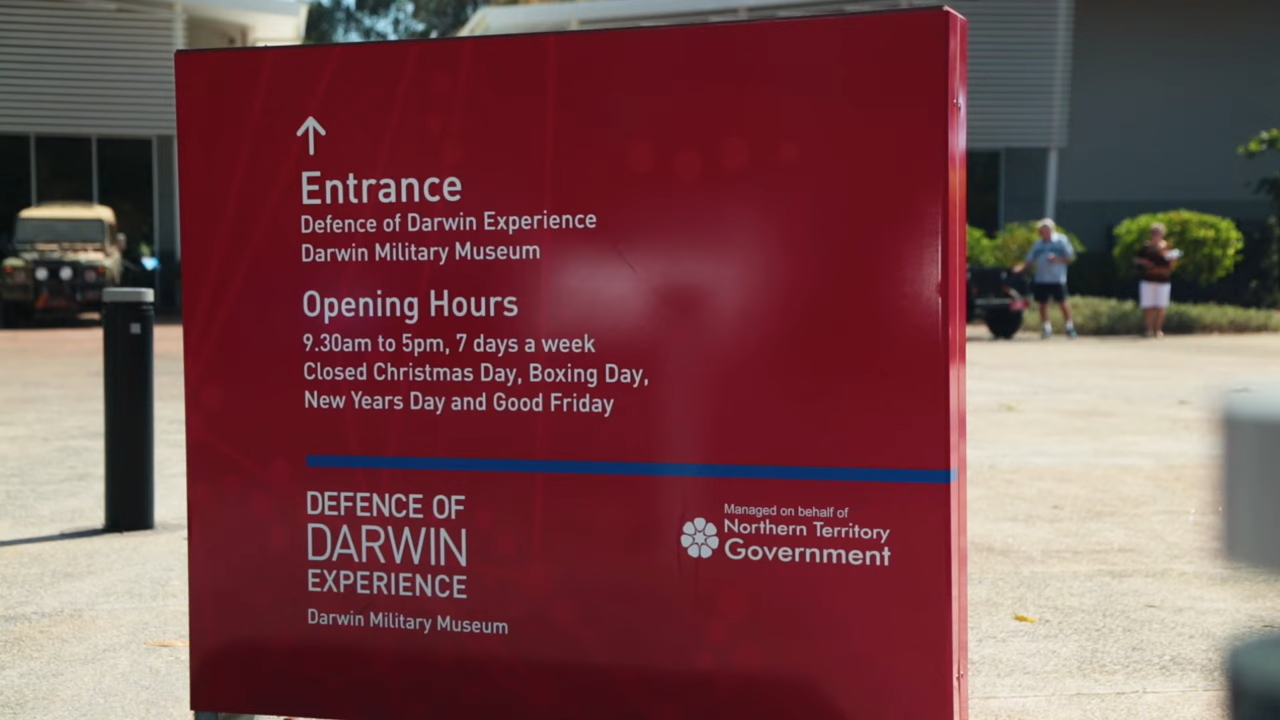 Entrance
Defence of Darwin Experience
Darwin Military Museum
Opening Hours
9.30am to 5pm, 7 days a week
Closed Christmas Day, Boxing Day,
New Years Day and Good Friday
DEFENCE OF
DARWIN
EXPERIENCE
Darwin Military Museum
Managed on behalf of
Northern Territory
Government